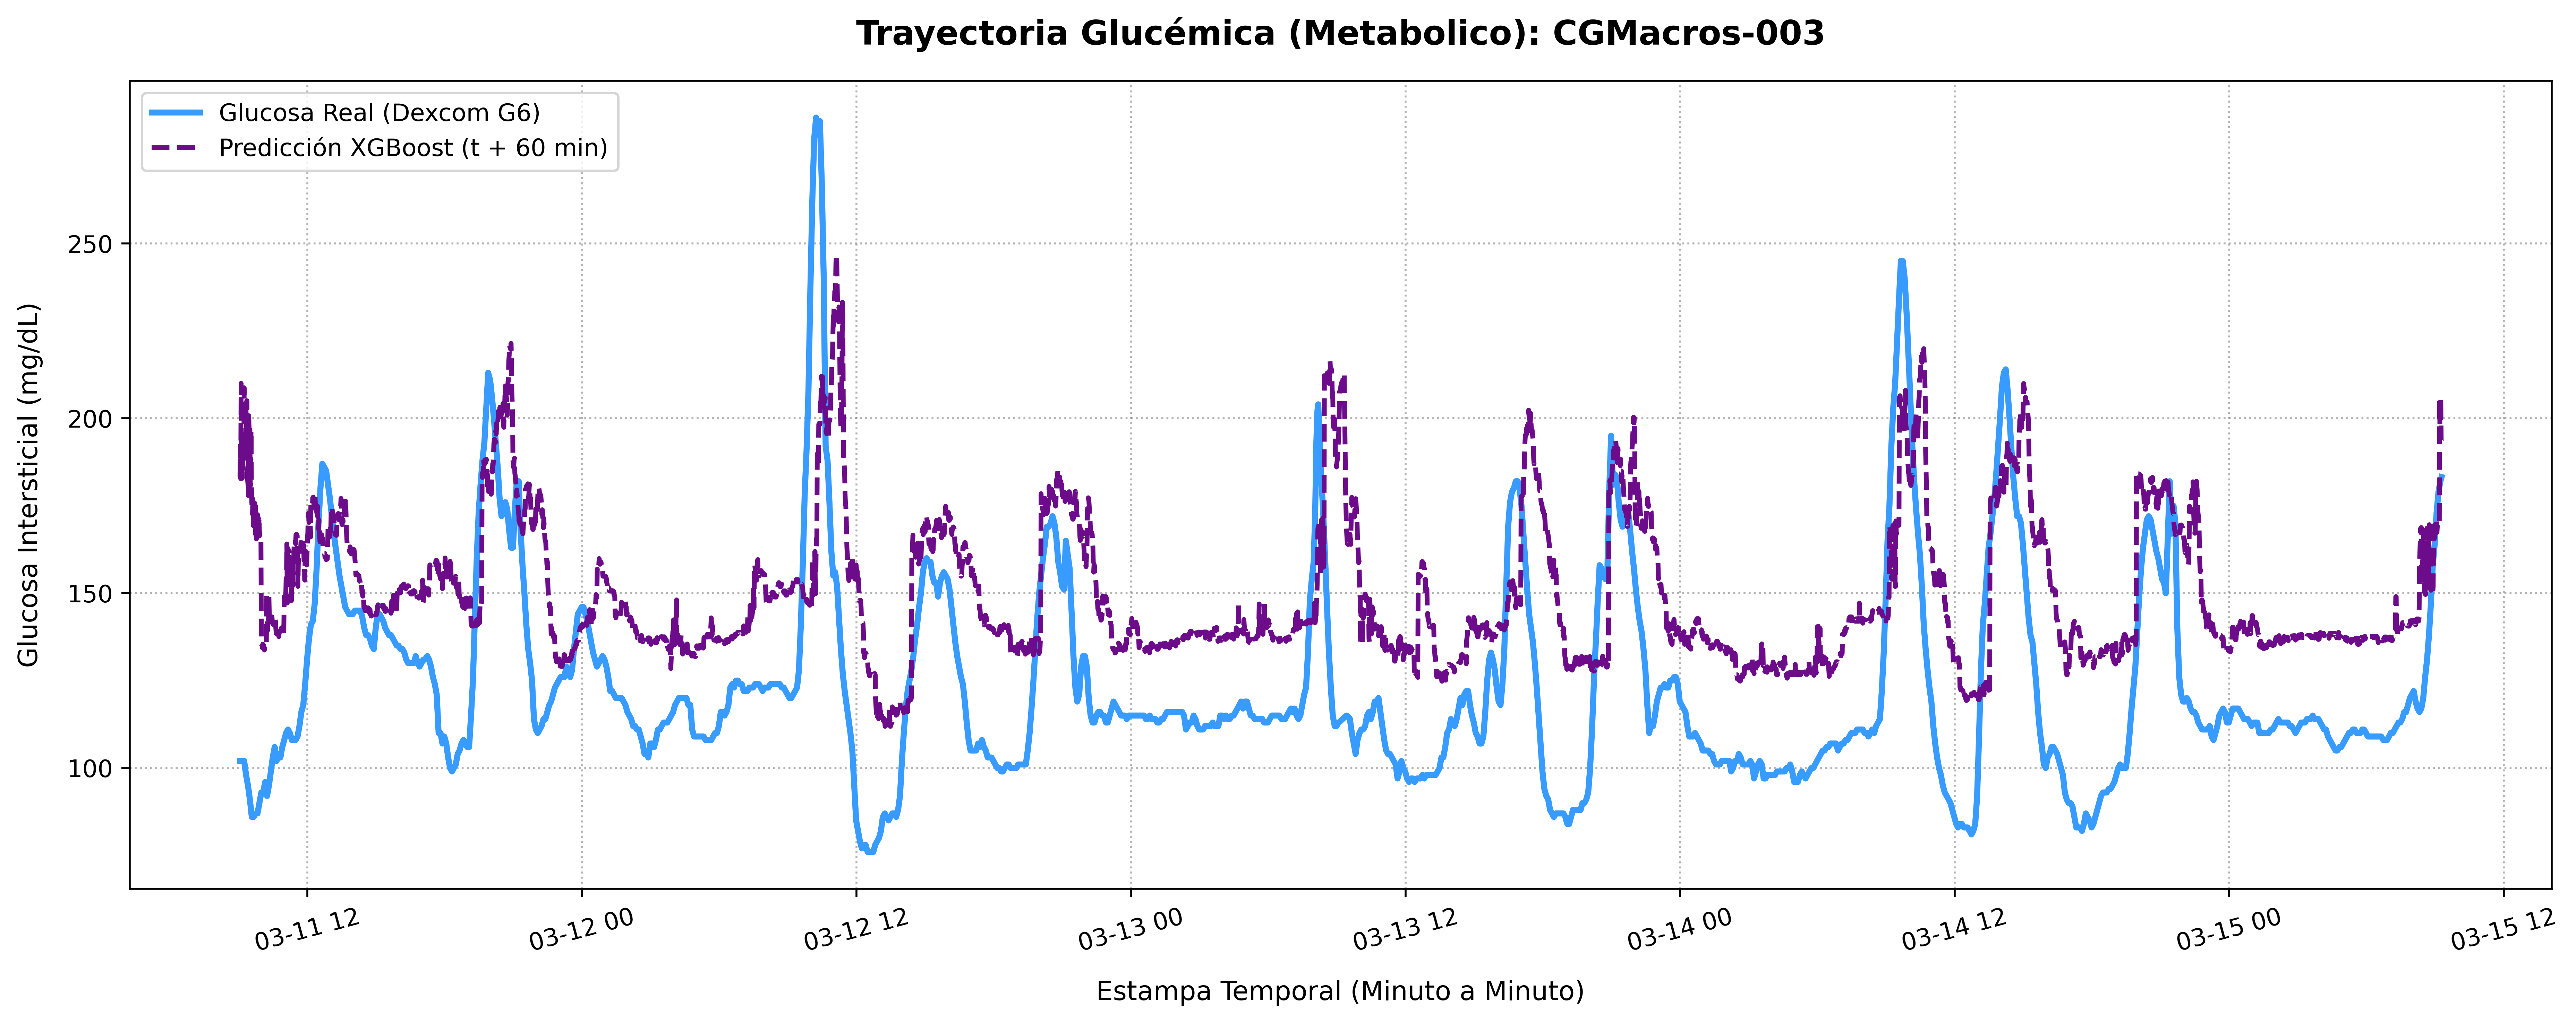 Trayectoria Glucémica (Metabolico): CGMacros-003
Glucosa Real (Dexcom G6)
Predicción XGBoost (t + 60 min)
Glucosa Intersticial (mg/dL)
250
200
150
100
03-11 12
03-12 00
03-12 12
03-13 00
03-13 12
03-14 00
03-14 12
03-15 00
03-15 12
Estampa Temporal (Minuto a Minuto)